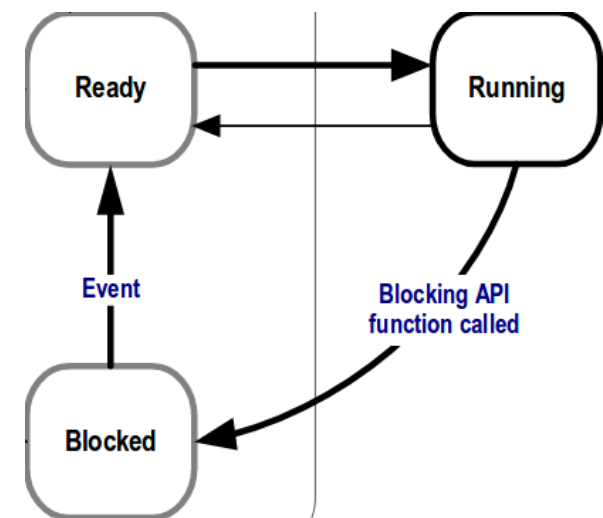 Ready
Running
Event
Blocking API
function called
Blocked